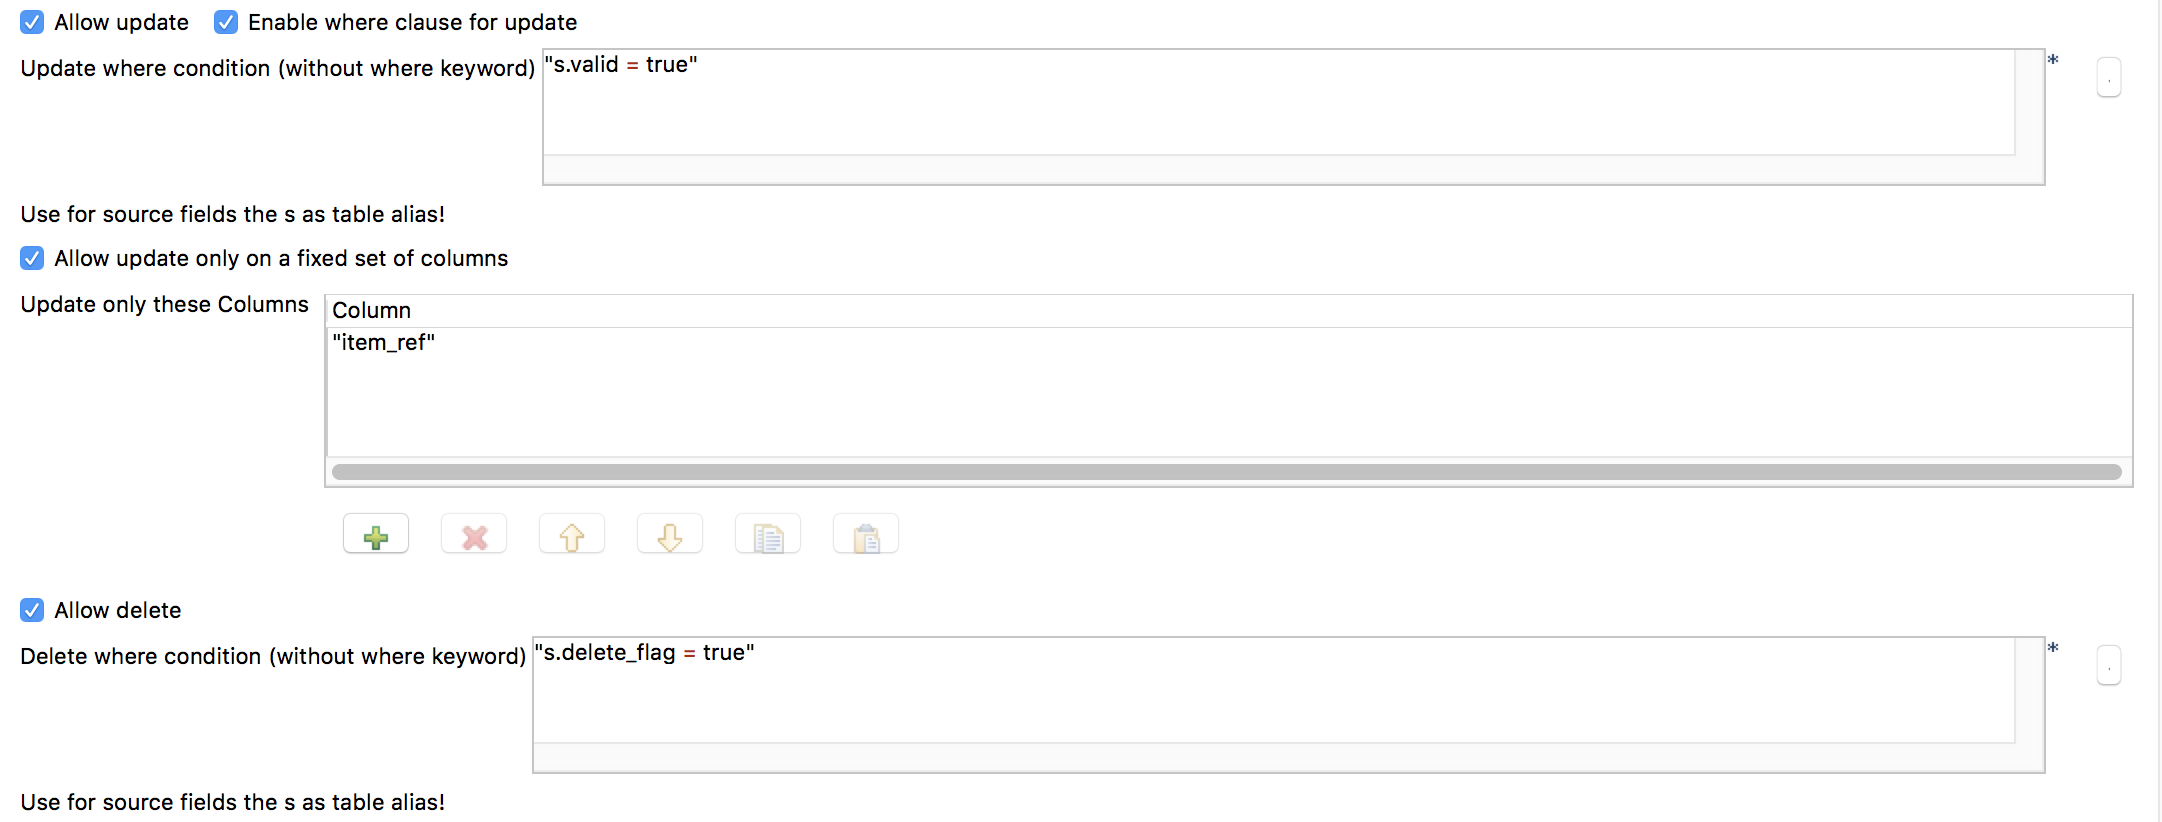 Allow update Enable where clause for update
Update where condition (without where keyword) "s.valid = true" *
Use for source fields the s as table alias!
Allow update only on a fixed set of columns
Update only these Columns Column
"item_ref"
Allow delete
Delete where condition (without where keyword) "s.delete_flag = true" *
Use for source fields the s as table alias!